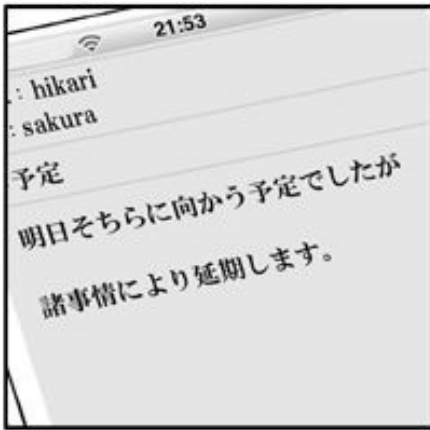 21:53
: hikari
: sakura
予定
明日そちらに向かう予定でしたが
諸事情により延期します。